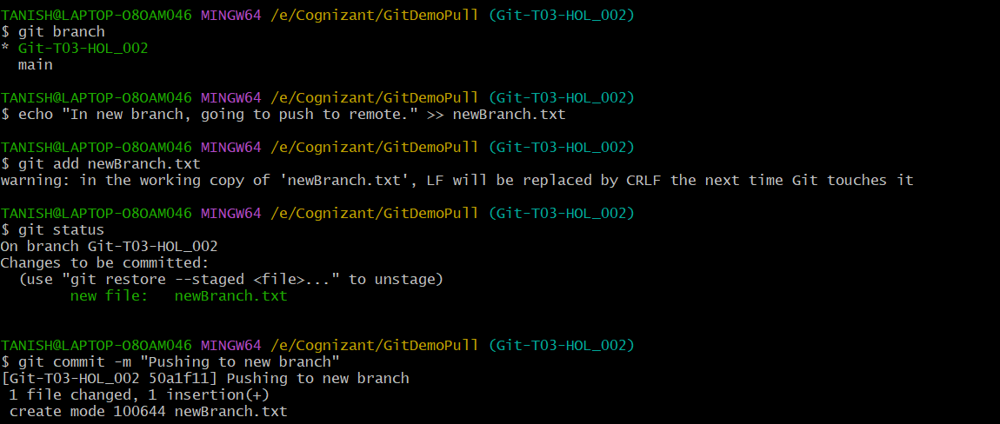 TANISH@LAPTOP-O8OAM046 MINGW64 /e/Cognizant/GitDemoPull (Git-T03-HOL_002)
$ git branch
* Git-T03-HOL_002
  main

TANISH@LAPTOP-O8OAM046 MINGW64 /e/Cognizant/GitDemoPull (Git-T03-HOL_002)
$ echo "In new branch, going to push to remote." >> newBranch.txt

TANISH@LAPTOP-O8OAM046 MINGW64 /e/Cognizant/GitDemoPull (Git-T03-HOL_002)
$ git add newBranch.txt
warning: in the working copy of 'newBranch.txt', LF will be replaced by CRLF the next time Git touches it

TANISH@LAPTOP-O8OAM046 MINGW64 /e/Cognizant/GitDemoPull (Git-T03-HOL_002)
$ git status
On branch Git-T03-HOL_002
Changes to be committed:
  (use "git restore --staged <file>..." to unstage)
        new file:   newBranch.txt

TANISH@LAPTOP-O8OAM046 MINGW64 /e/Cognizant/GitDemoPull (Git-T03-HOL_002)
$ git commit -m "Pushing to new branch"
[Git-T03-HOL_002 50a1f11] Pushing to new branch
 1 file changed, 1 insertion(+)
 create mode 100644 newBranch.txt